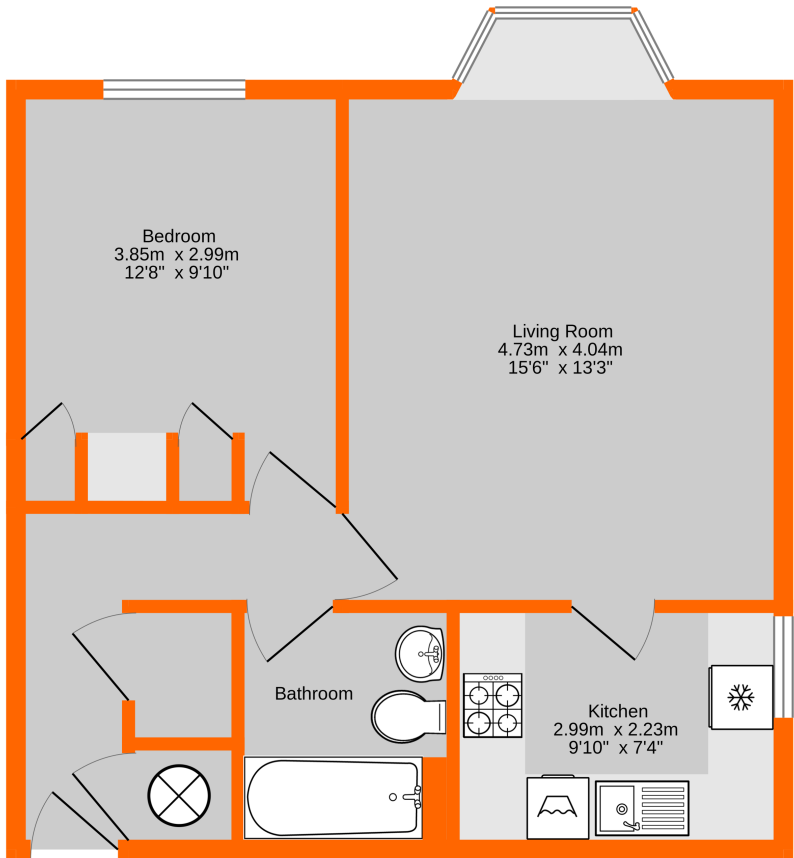 Bedroom
3.85m x 2.99m
12'8" x 9'10"
Living Room
4.73m x 4.04m
15'6" x 13'3"
Bathroom
Kitchen
2.99m x 2.23m
9'10" x 7'4"